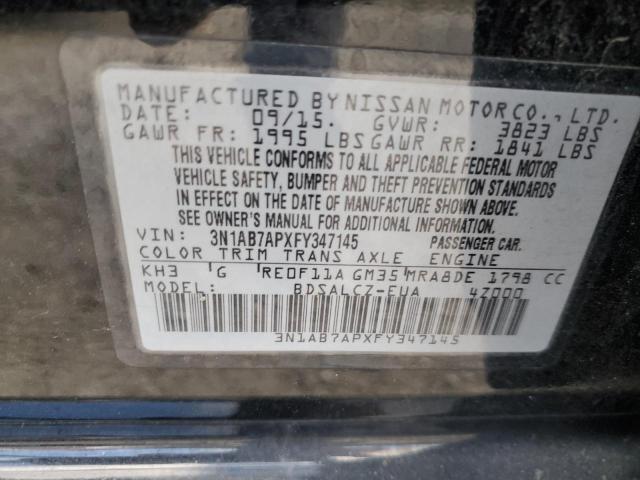 MANUFACTURED BY NISSAN MOTOR CO., LTD.
DATE: 09/15. GVWR: 3823 LBS
GAWR FR: 1995 LBS GAWR RR: 1841 LBS
THIS VEHICLE CONFORMS TO ALL APPLICABLE FEDERAL MOTOR
VEHICLE SAFETY, BUMPER AND THEFT PREVENTION STANDARDS
IN EFFECT ON THE DATE OF MANUFACTURE SHOWN ABOVE.
SEE OWNER'S MANUAL FOR ADDITIONAL INFORMATION.
VIN: 3N1AB7APXFY347145 PASSENGER CAR.
COLOR TRIM TRANS AXLE ENGINE
KH3 G RE0F11A GM35 MRA8DE 1798 CC
MODEL: BDSALCZ-EUA 4Z000
3N1AB7APXFY347145